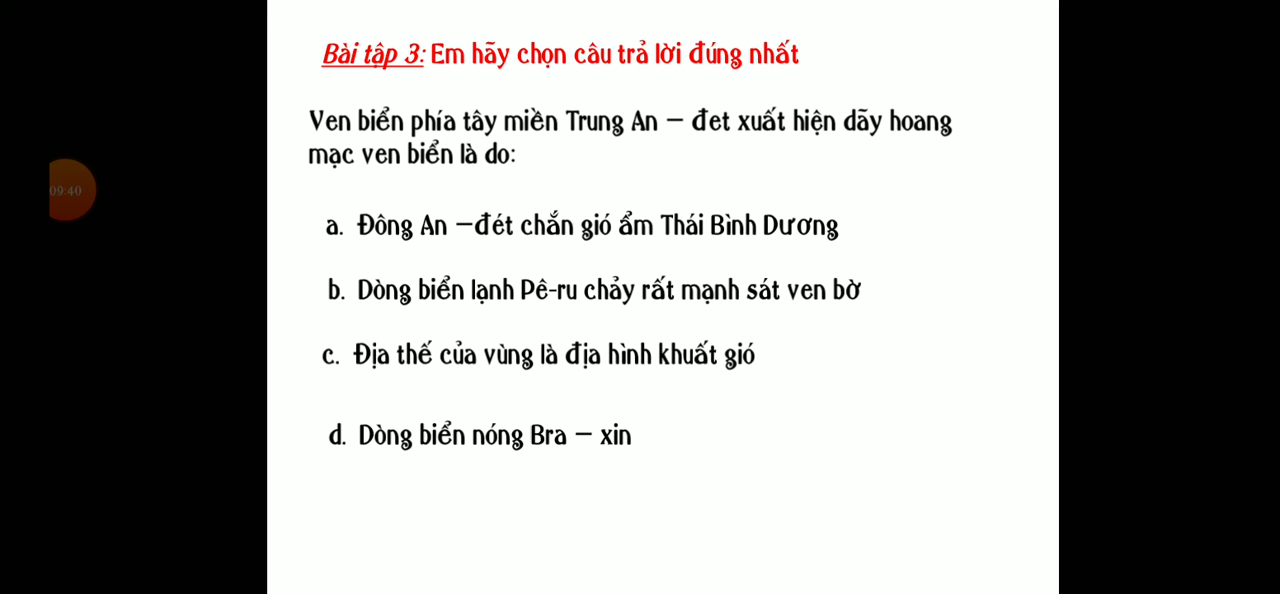 Bài tập 3: Em hãy chọn câu trả lời đúng nhất
Ven biển phía tây miền Trung An – đet xuất hiện dãy hoang
mạc ven biển là do:
09:40
a. Đông An –đét chắn gió ẩm Thái Bình Dương
b. Dòng biển lạnh Pê-ru chảy rất mạnh sát ven bờ
c. Địa thế của vùng là địa hình khuất gió
d. Dòng biển nóng Bra – xin